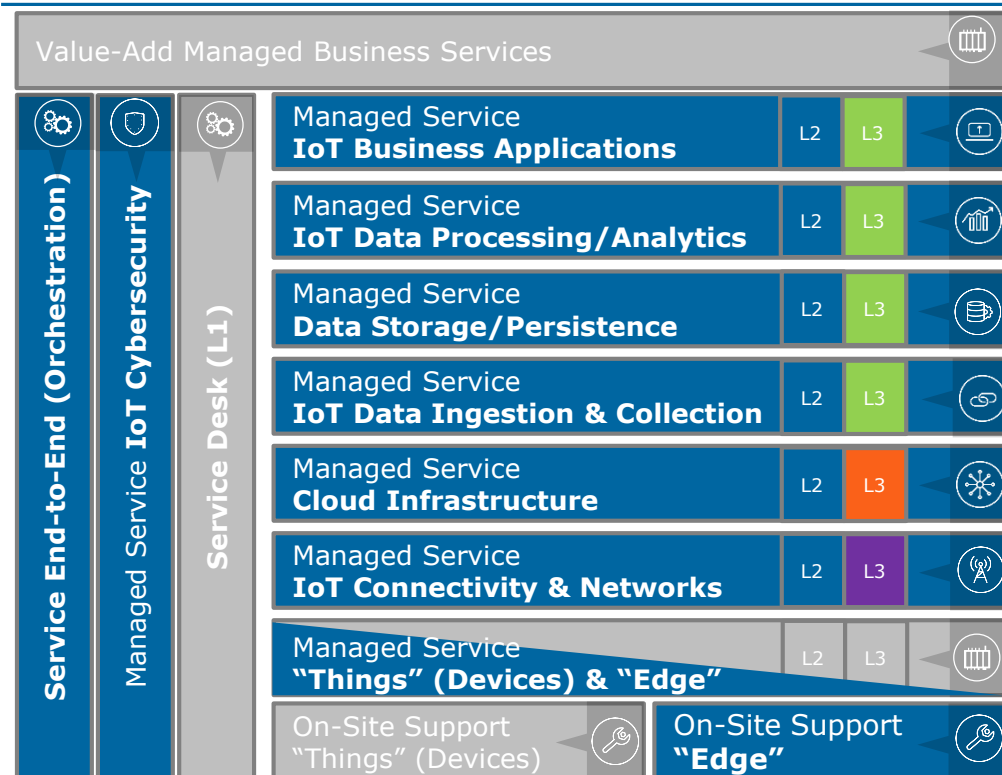 Value-Add Managed Business Services
Service End-to-End (Orchestration)
Managed Service IoT Cybersecurity
Service Desk (L1)
Managed Service
IoT Business Applications
L2
L3
Managed Service
IoT Data Processing/Analytics
L2
L3
Managed Service
Data Storage/Persistence
L2
L3
Managed Service
IoT Data Ingestion & Collection
L2
L3
Managed Service
Cloud Infrastructure
L2
L3
Managed Service
IoT Connectivity & Networks
L2
L3
Managed Service
“Things” (Devices) & “Edge”
L2
L3
On-Site Support
“Things” (Devices)
On-Site Support
“Edge”